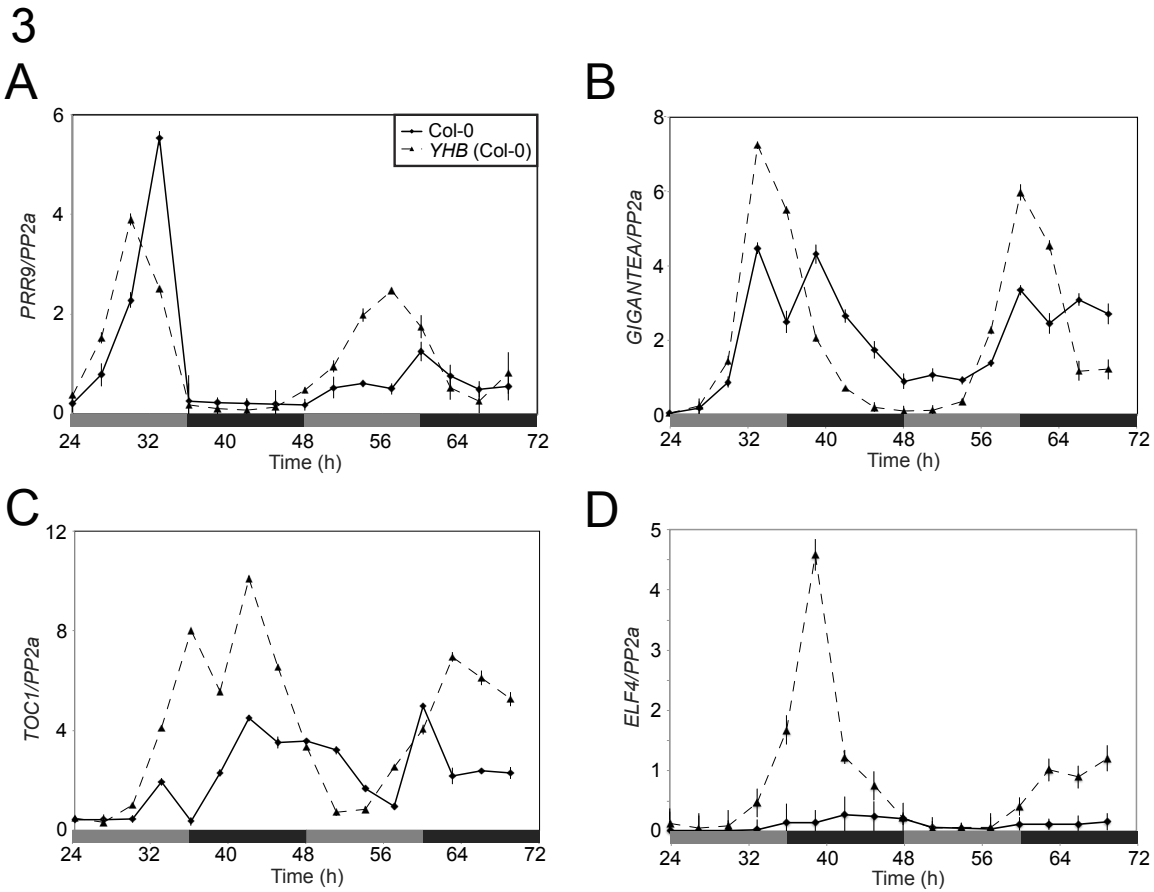 3
A
PRR9/PP2a
6
4
2
0
Col-0
YHB (Col-0)
24 32 40 48 56 64 72
Time (h)
B
GIGANTEA/PP2a
8
6
4
2
0
24 32 40 48 56 64 72
Time (h)
C
TOC1/PP2a
12
8
4
0
24 32 40 48 56 64 72
Time (h)
D
ELF4/PP2a
5
4
3
2
1
0
24 32 40 48 56 64 72
Time (h)